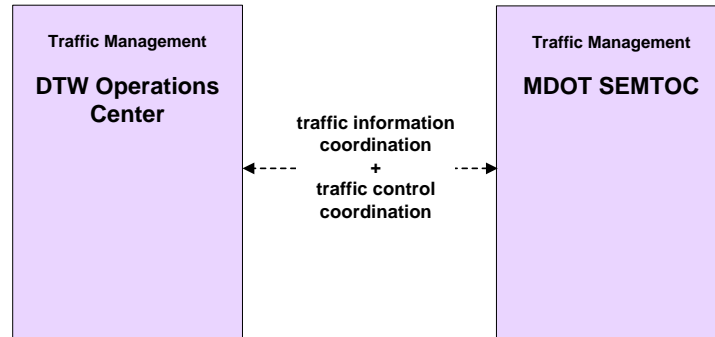 Traffic Management
DTW Operations
Center
traffic information
coordination
+
traffic control
coordination
Traffic Management
MDOT SEMTOC